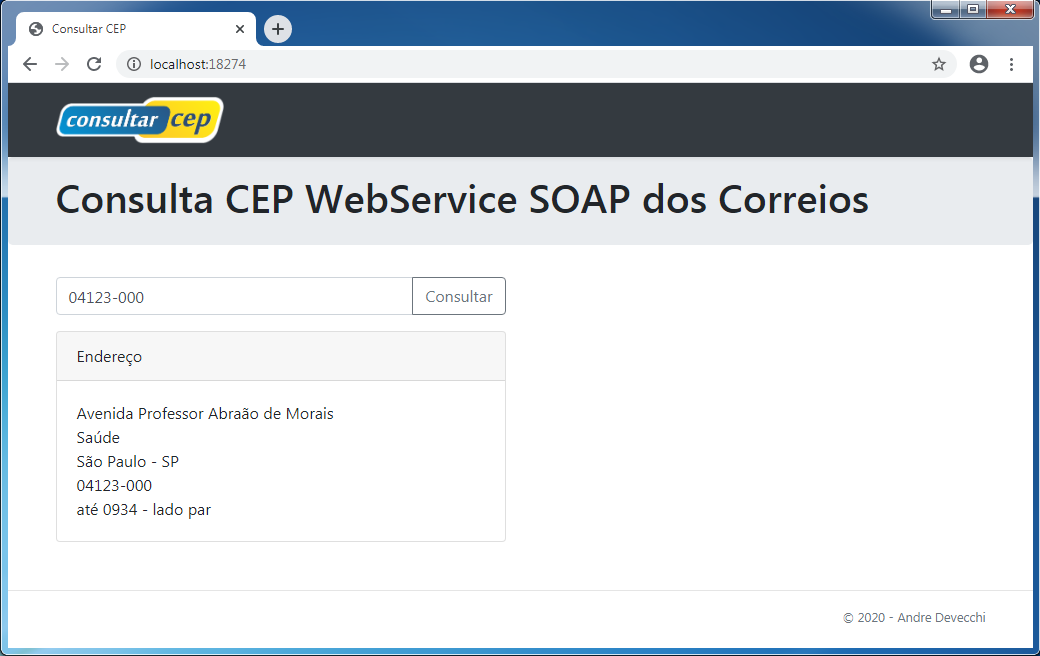 Consultar CEP
localhost:18274
consultar cep
Consulta CEP WebService SOAP dos Correios
04123-000
Consultar
Endereço
Avenida Professor Abraão de Morais
Saúde
São Paulo - SP
04123-000
até 0934 - lado par
© 2020 - Andre Devecchi